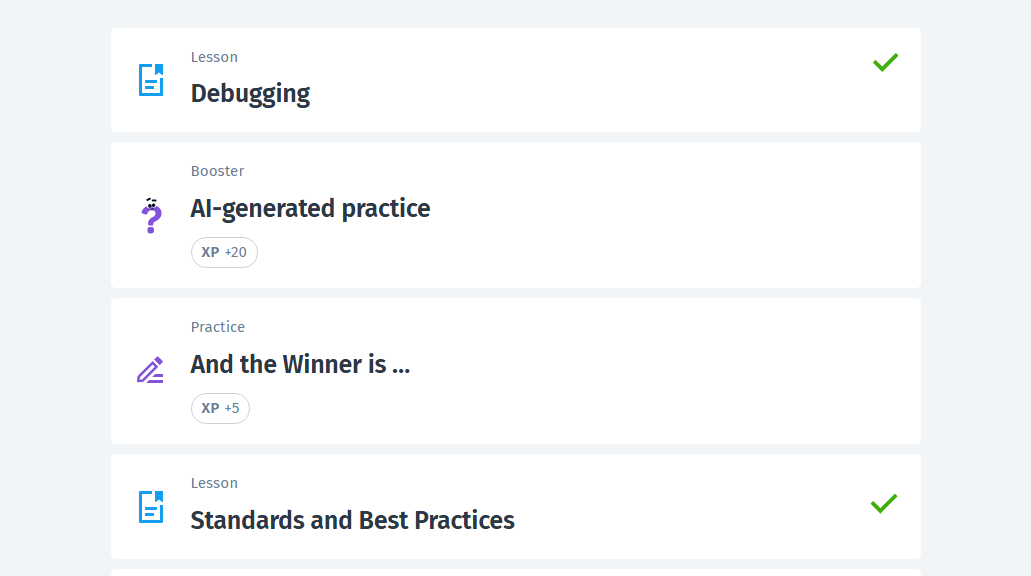 Lesson
Debugging
Booster
AI-generated practice
XP +20
Practice
And the Winner is ...
XP +5
Lesson
Standards and Best Practices